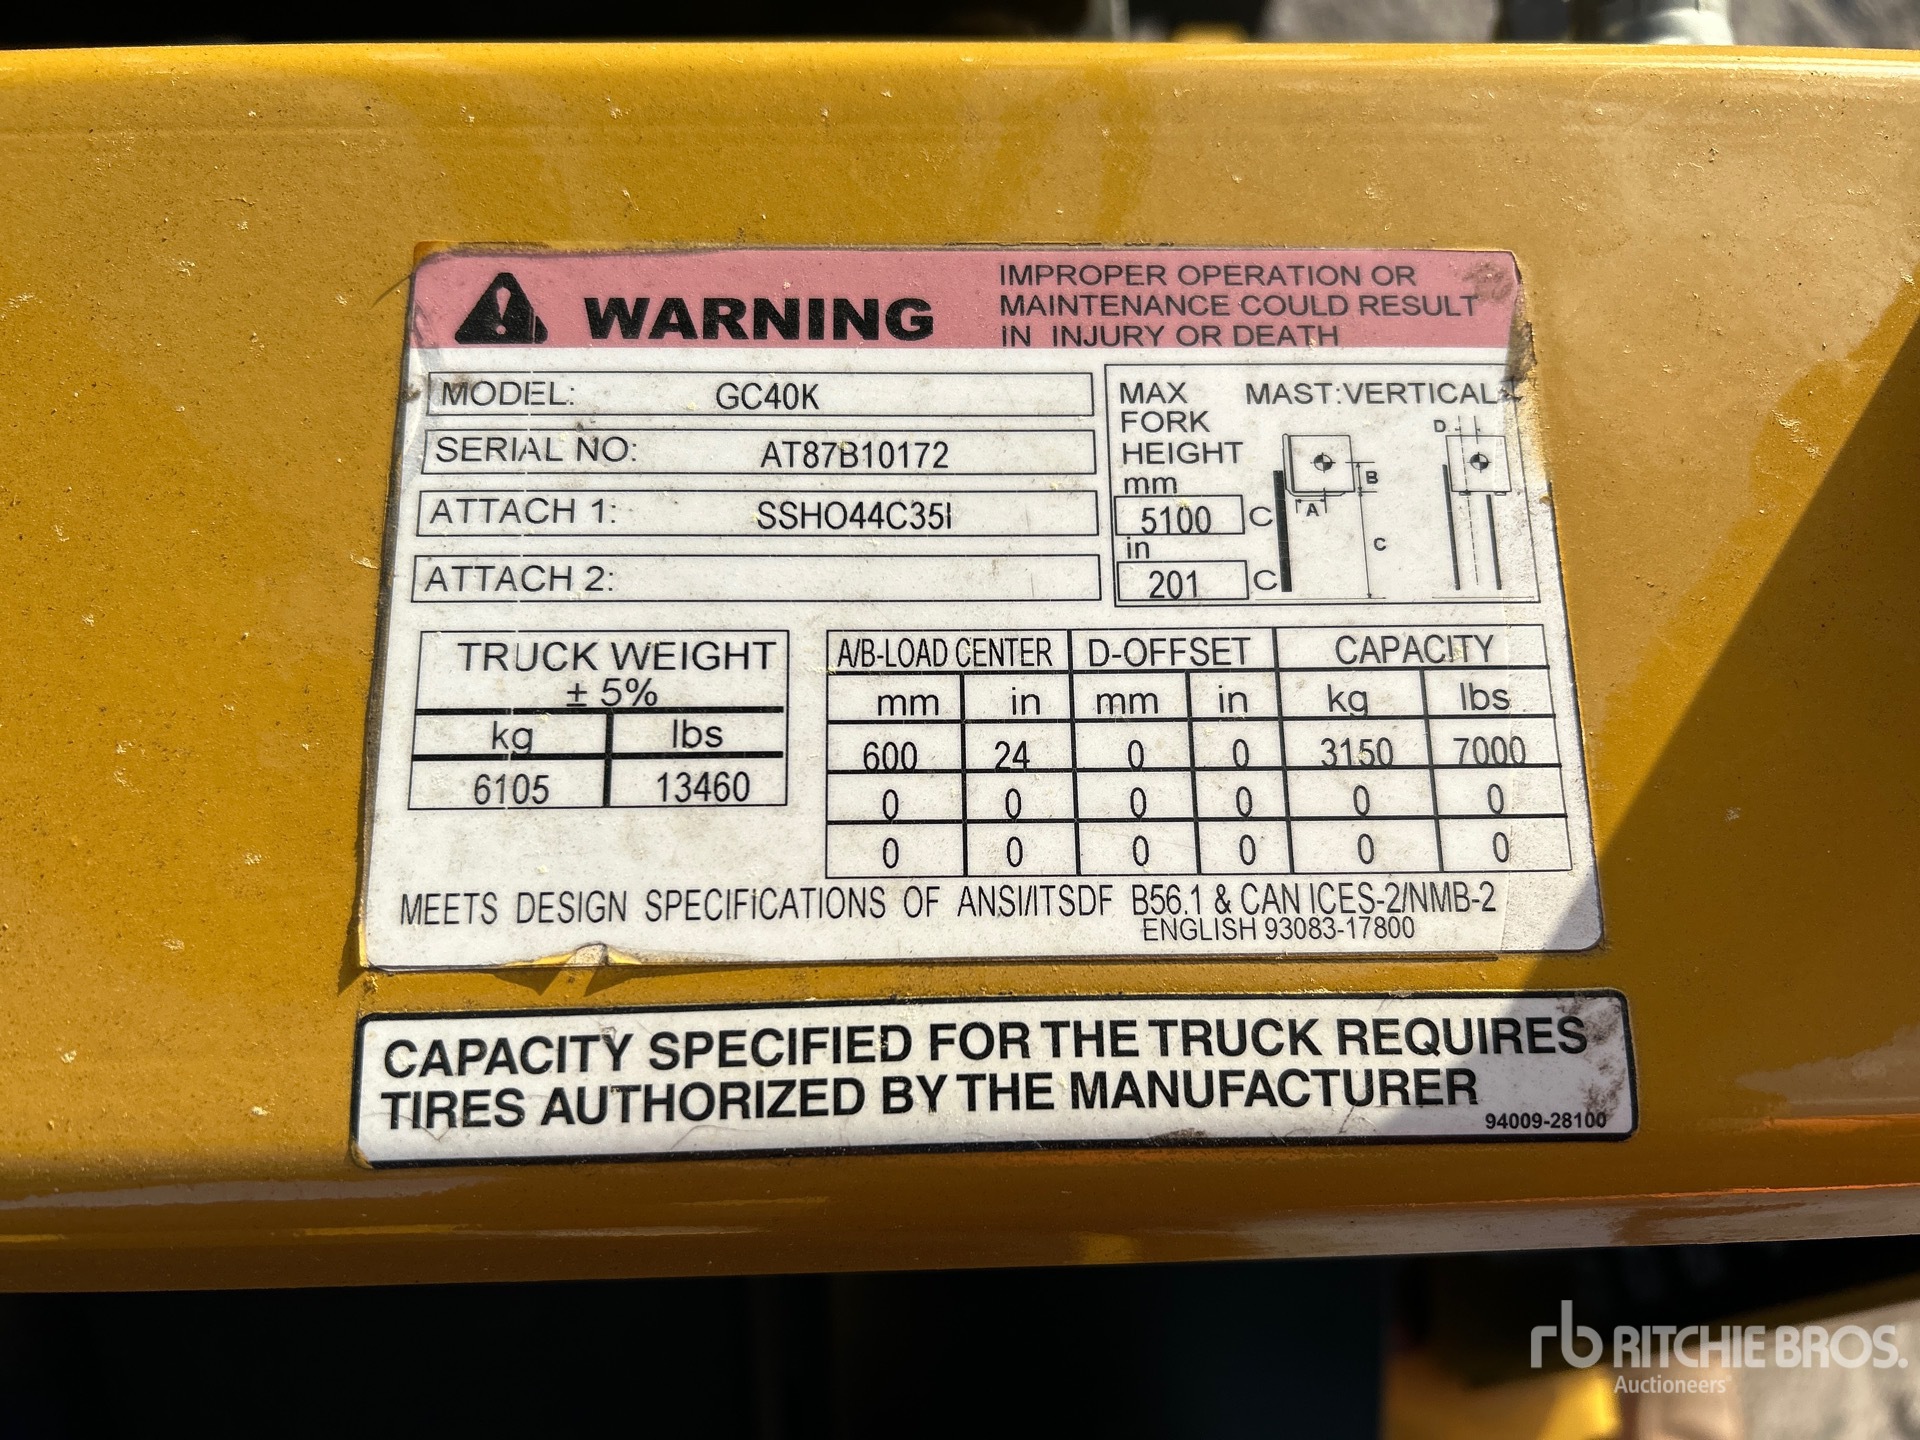 WARNING
IMPROPER OPERATION OR
MAINTENANCE COULD RESULT
IN INJURY OR DEATH
MODEL: GC40K
SERIAL NO: AT87B10172
ATTACH 1: SSHO44C35I
ATTACH 2:
MAX FORK HEIGHT
MAST:VERTICAL
mm
5100 C
in
201 C
A
B
C
D
TRUCK WEIGHT
± 5%
kg lbs
6105 13460
A/B-LOAD CENTER D-OFFSET CAPACITY
mm in mm in kg lbs
600 24 0 0 3150 7000
0 0 0 0 0 0
0 0 0 0 0 0
MEETS DESIGN SPECIFICATIONS OF ANSI/ITSDF B56.1 & CAN ICES-2/NMB-2
ENGLISH 93083-17800
CAPACITY SPECIFIED FOR THE TRUCK REQUIRES
TIRES AUTHORIZED BY THE MANUFACTURER
94009-28100
rb RITCHIE BROS.
Auctioneers